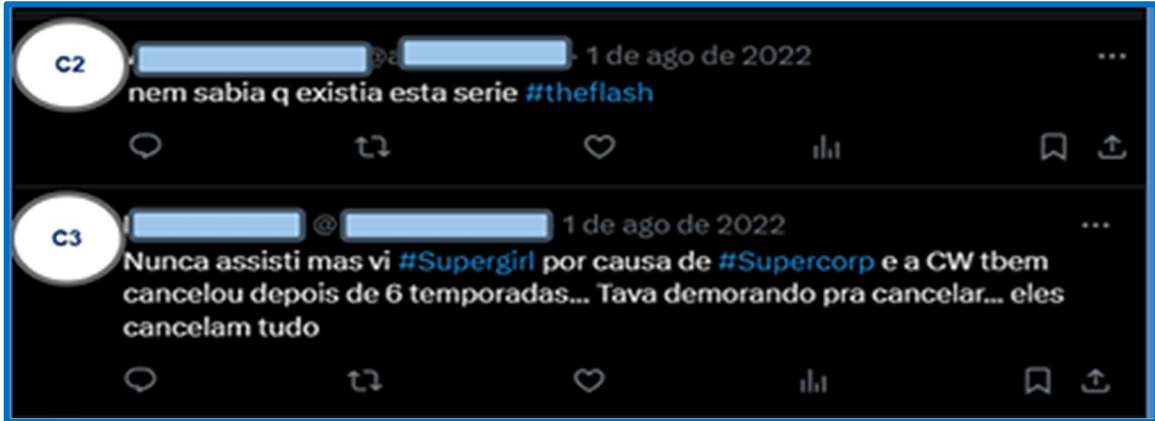 C2
@a - 1 de ago de 2022
nem sabia q existia esta serie #theflash
C3
@ 1 de ago de 2022
Nunca assisti mas vi #Supergirl por causa de #Supercorp e a CW tbem
cancelou depois de 6 temporadas... Tava demorando pra cancelar... eles
cancelam tudo